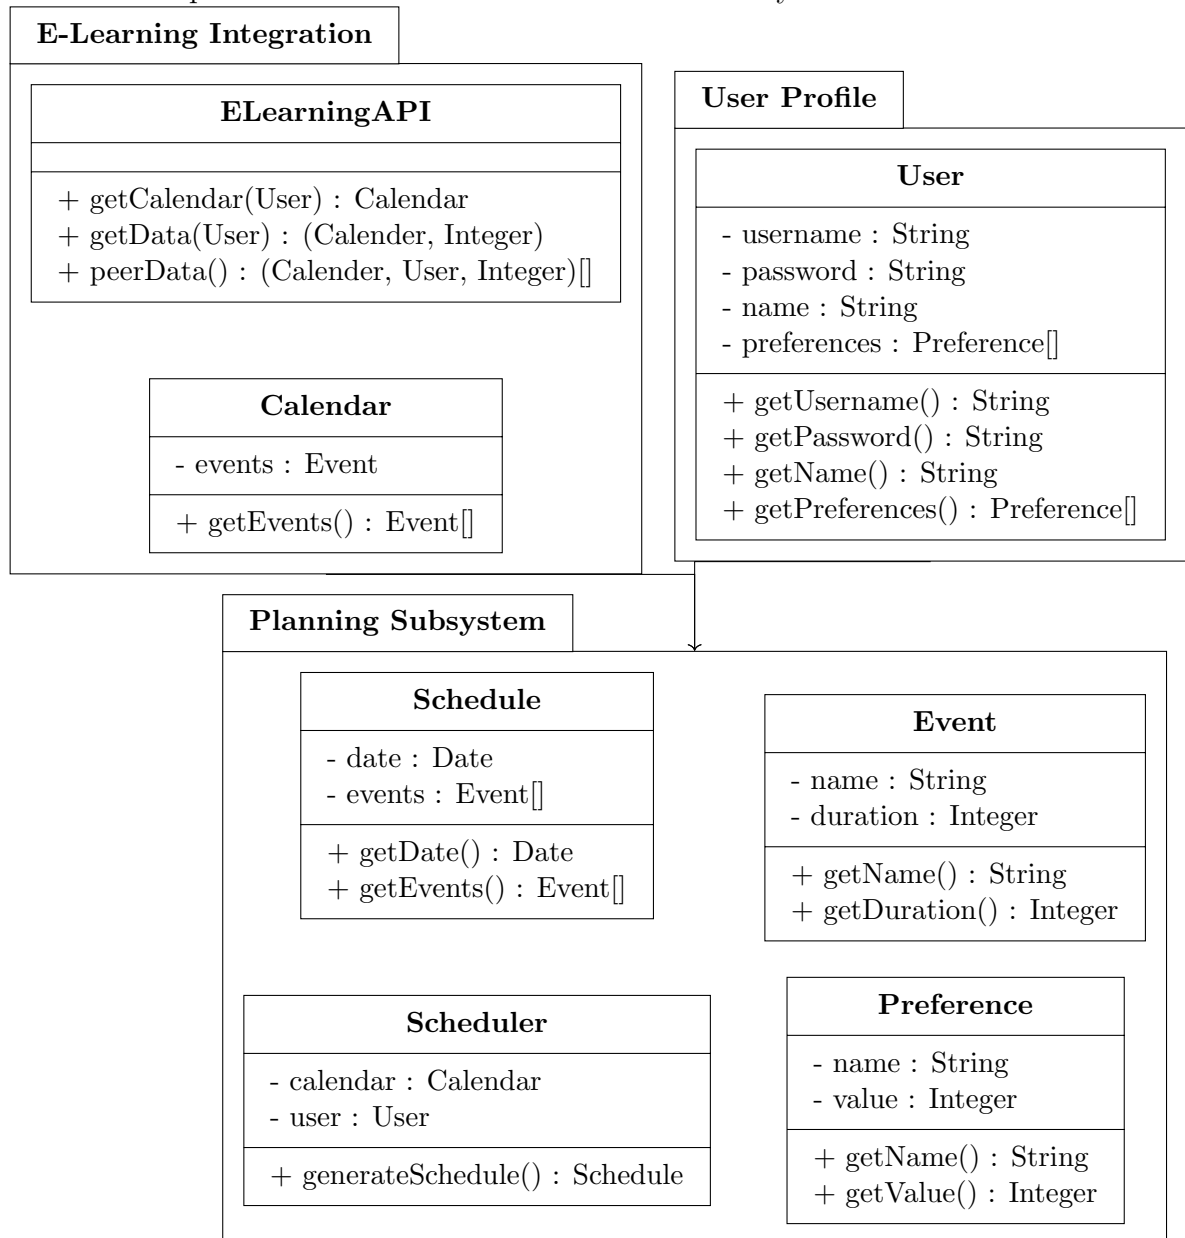 E-Learning Integration
ELearningAPI
+ getCalendar(User) : Calendar
+ getData(User) : (Calender, Integer)
+ peerData() : (Calender, User, Integer)[]
Calendar
- events : Event
+ getEvents() : Event[]
User Profile
User
- username : String
- password : String
- name : String
- preferences : Preference[]
+ getUsername() : String
+ getPassword() : String
+ getName() : String
+ getPreferences() : Preference[]
Planning Subsystem
Schedule
- date : Date
- events : Event[]
+ getDate() : Date
+ getEvents() : Event[]
Event
- name : String
- duration : Integer
+ getName() : String
+ getDuration() : Integer
Scheduler
- calendar : Calendar
- user : User
+ generateSchedule() : Schedule
Preference
- name : String
- value : Integer
+ getName() : String
+ getValue() : Integer